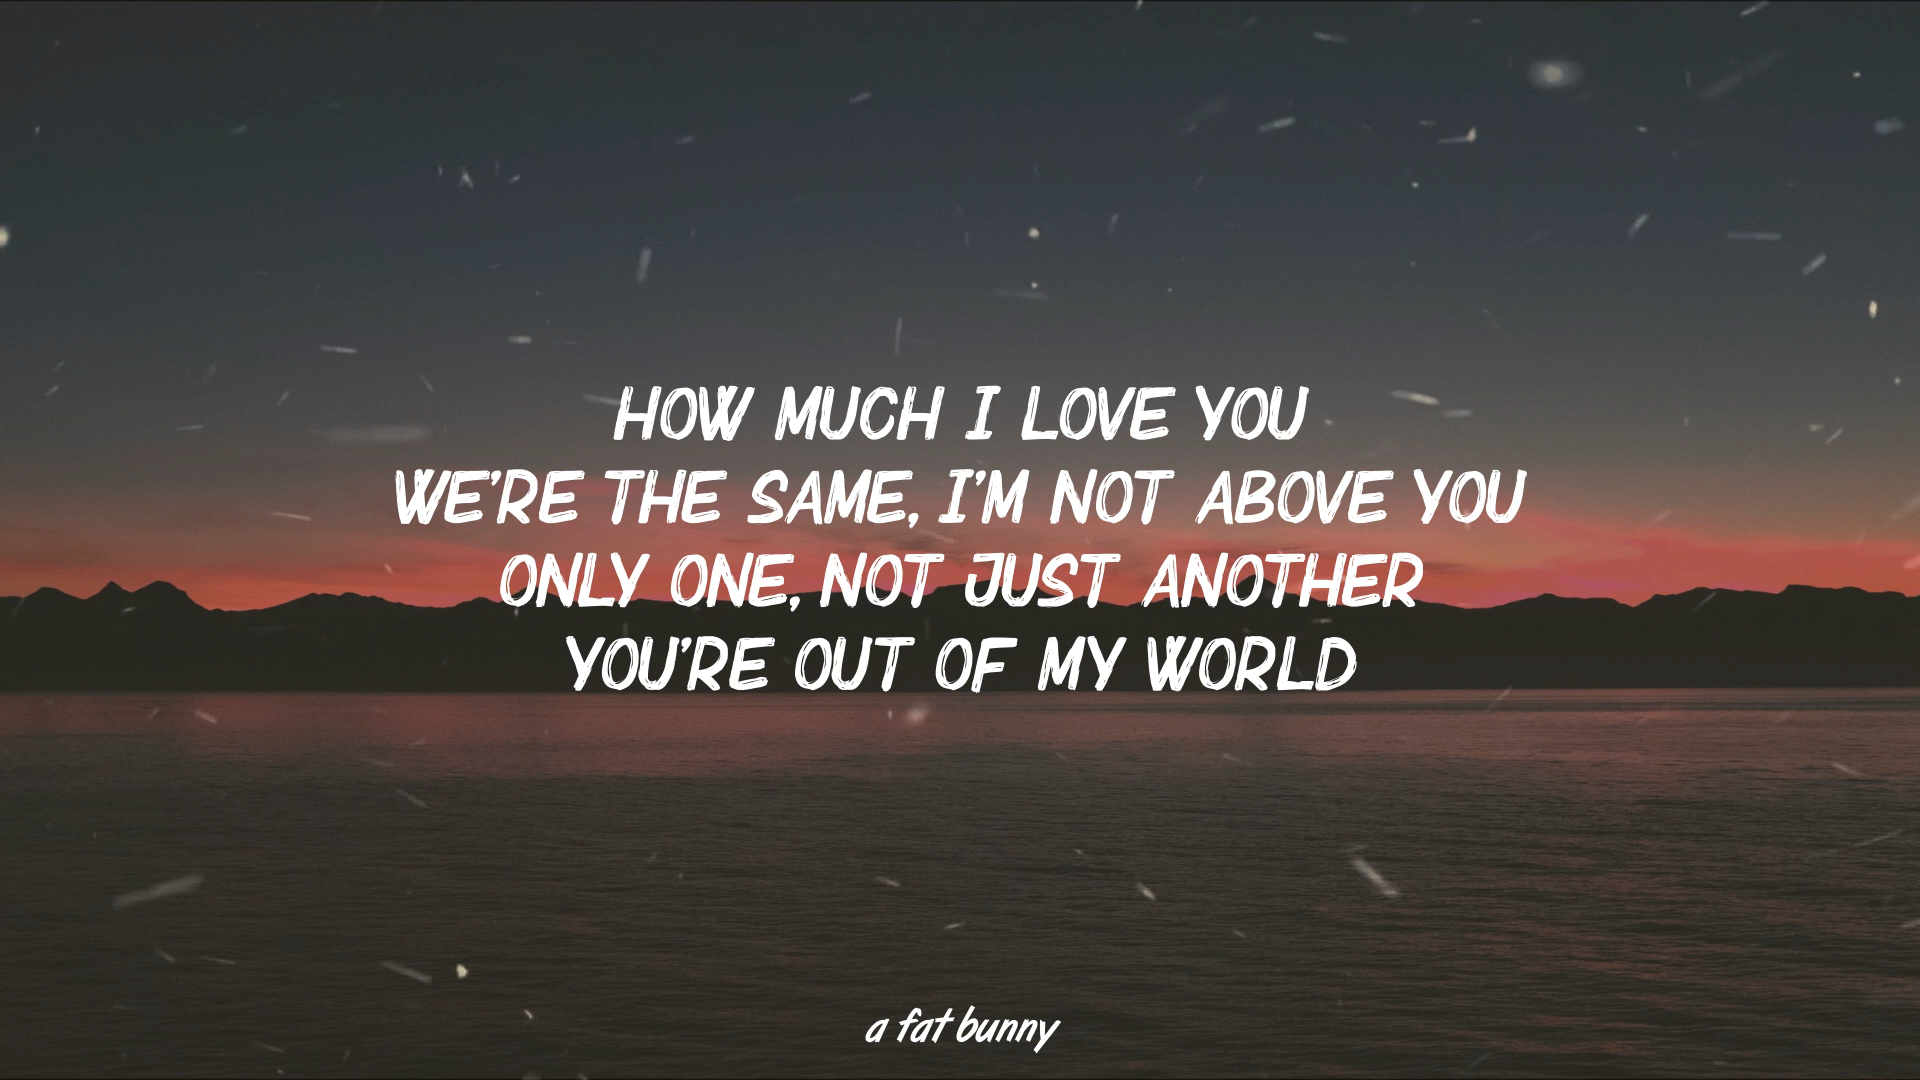 HOW MUCH I LOVE YOU
WE'RE THE SAME, I'M NOT ABOVE YOU
ONLY ONE, NOT JUST ANOTHER
YOU'RE OUT OF MY WORLD
a fat bunny